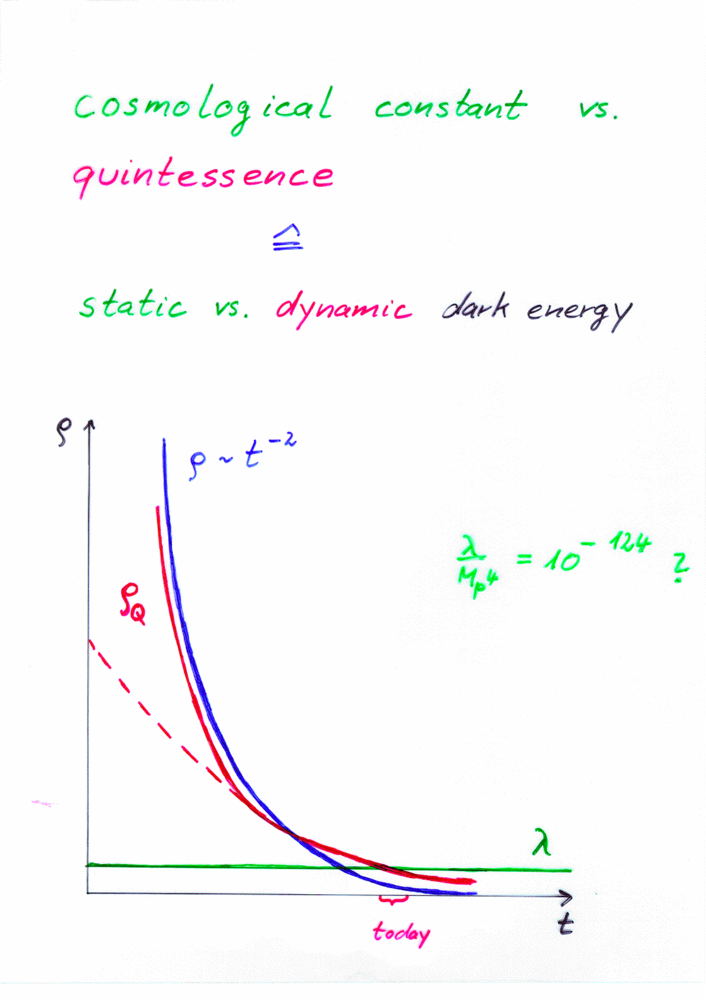 cosmological constant vs.
quintessence
≙
static vs. dynamic dark energy
ρ
ρ ~ t⁻²
λ/Mₚ⁴ = 10⁻¹²⁴ ?
ρQ
λ
today
t